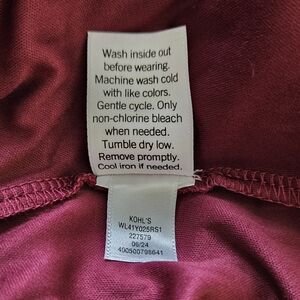 Wash inside out
before wearing.
Machine wash cold
with like colors.
Gentle cycle. Only
non-chlorine bleach
when needed.
Tumble dry low.
Remove promptly.
Cool iron if needed.
KOHL'S
WL41Y025RS1
227579
06/24
400500798641